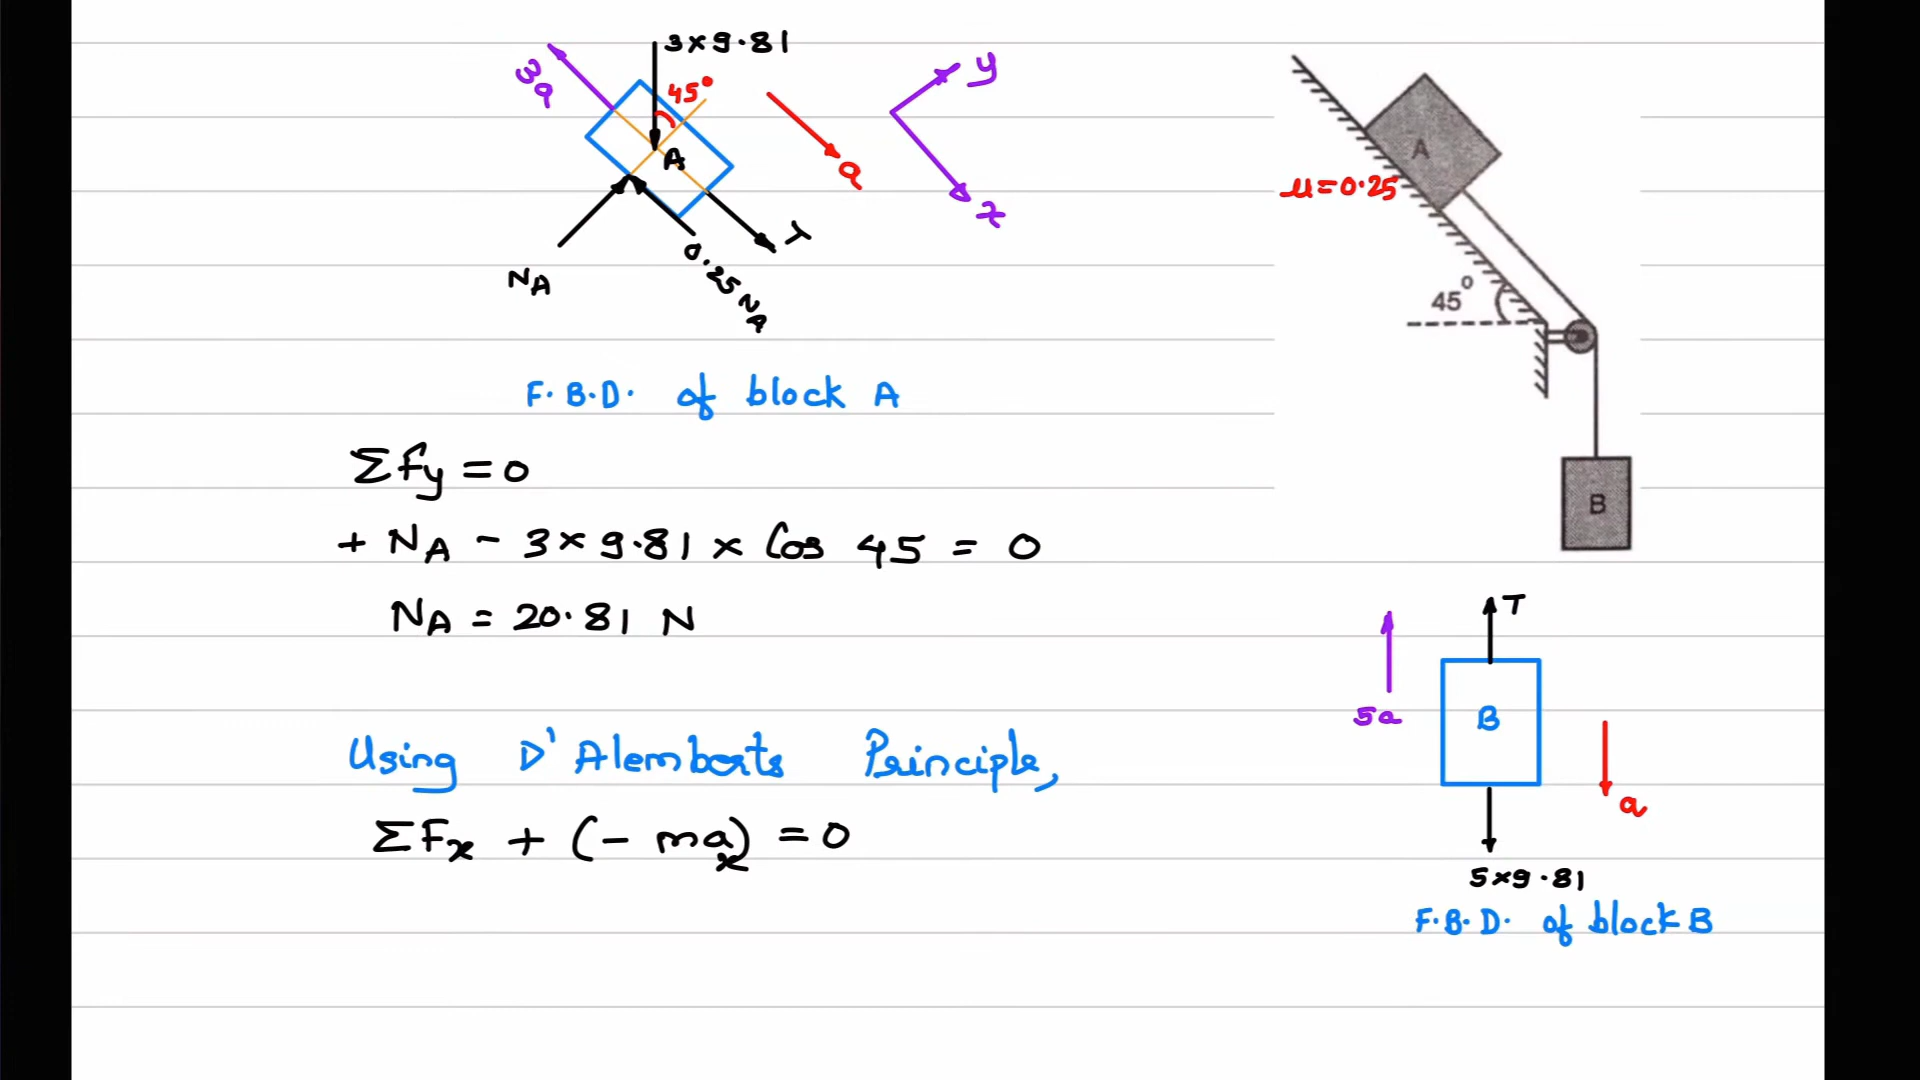 3×9.81
45°
3a
A
a
y
x
T
NA
0.25 NA
F.B.D. of block A
ΣFy = 0
+ NA - 3×9.81 × Cos 45 = 0
NA = 20.81 N
Using D'Alemberts Principle,
ΣFx + (- max) = 0
A
μ=0.25
45°
B
T
5a
B
a
5×9.81
F.B.D. of block B